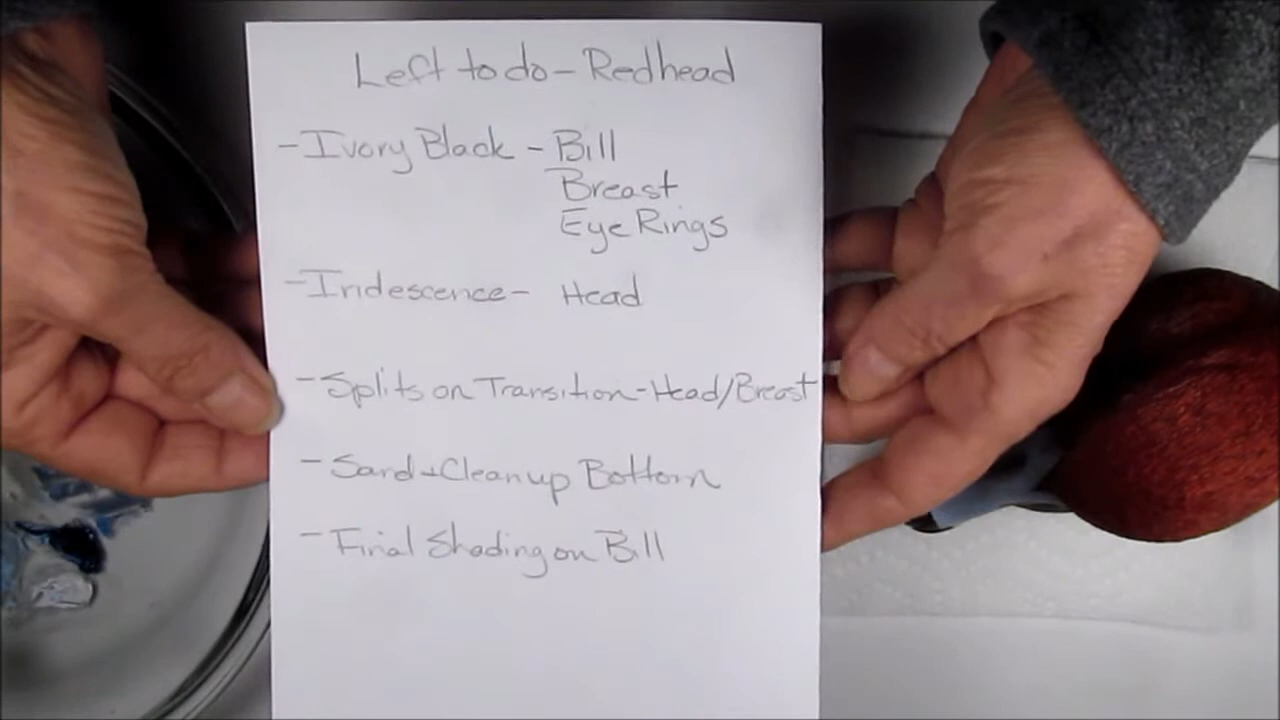 Left to do - Redhead
- Ivory Black - Bill
Breast
Eye Rings
- Iridescence - Head
- Splits on Transition - Head/Breast
- Sand + Clean up Bottom
- Final Shading on Bill